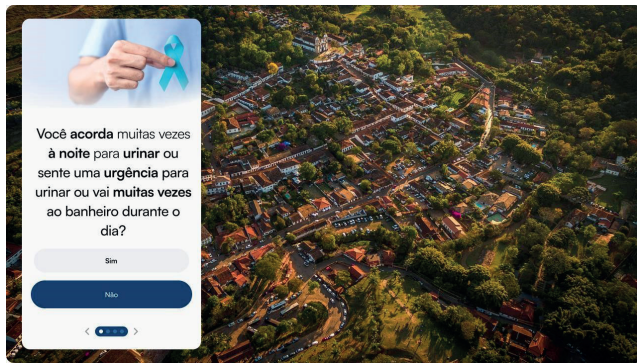 Você acorda muitas vezes
à noite para urinar ou
sente uma urgência para
urinar ou vai muitas vezes
ao banheiro durante o
dia?
Sim
Não